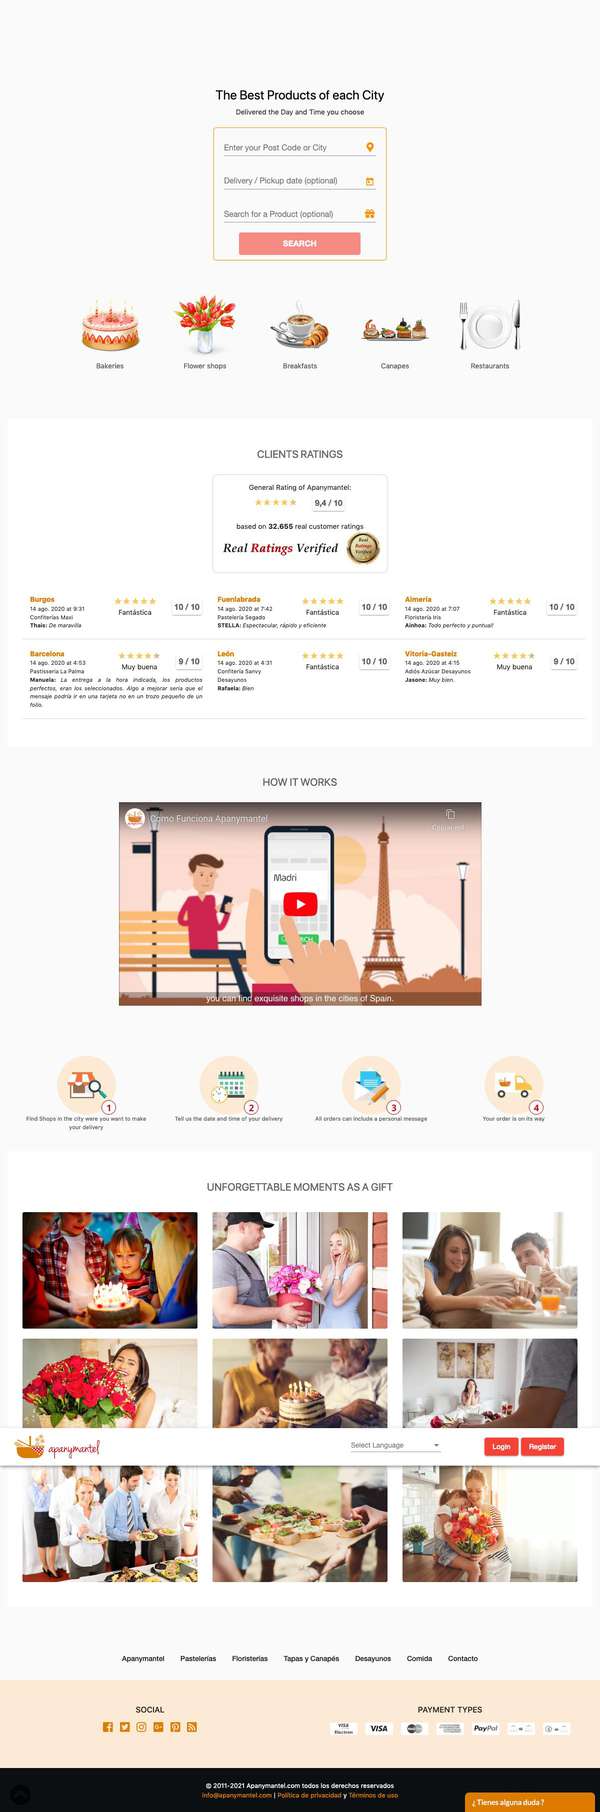 The Best Products of each City
Delivered the Day and Time you choose
Enter your Post Code or City
Delivery / Pickup date (optional)
Search for a Product (optional)
SEARCH
Bakeries
Flower shops
Breakfasts
Canapes
Restaurants
CLIENTS RATINGS
General Rating of Apanymantel:
9,4 / 10
based on 32.655 real customer ratings
Real Ratings Verified
Real Ratings Verified
Burgos
14 ago. 2020 at 9:31
Confiterías Maxi
Thais: De maravilla
Fantástica
10 / 10
Fuenlabrada
14 ago. 2020 at 7:42
Pastelería Segado
STELLA: Espectacular, rápido y eficiente
Fantástica
10 / 10
Almería
14 ago. 2020 at 7:07
Floristería Iris
Ainhoa: Todo perfecto y puntual!
Fantástica
10 / 10
Barcelona
14 ago. 2020 at 4:53
Pastisseria La Palma
Manuela: La entrega a la hora indicada, los productos
perfectos, eran los seleccionados. Algo a mejorar sería que el
mensaje podría ir en una tarjeta no en un trozo pequeño de un
folio.
Muy buena
9 / 10
León
14 ago. 2020 at 4:31
Confitería Sanvy
Desayunos
Rafaela: Bien
Fantástica
10 / 10
Vitoria-Gasteiz
14 ago. 2020 at 4:15
Adiós Azúcar Desayunos
Jasone: Muy bien.
Muy buena
9 / 10
HOW IT WORKS
Como Funciona Apanymantel
Madri
you can find exquisite shops in the cities of Spain.
1
2
3
4
Find Shops in the city were you want to make
your delivery
Tell us the date and time of your delivery
All orders can include a personal message
Your order is on its way
UNFORGETTABLE MOMENTS AS A GIFT
apanymantel
Select Language
Login
Register
Apanymantel
Pastelerías
Floristerías
Tapas y Canapés
Desayunos
Comida
Contacto
SOCIAL
PAYMENT TYPES
VISA
Electron
VISA
PayPal
© 2011-2021 Apanymantel.com todos los derechos reservados
Info@apanymantel.com | Política de privacidad y Términos de uso
¿ Tienes alguna duda ?